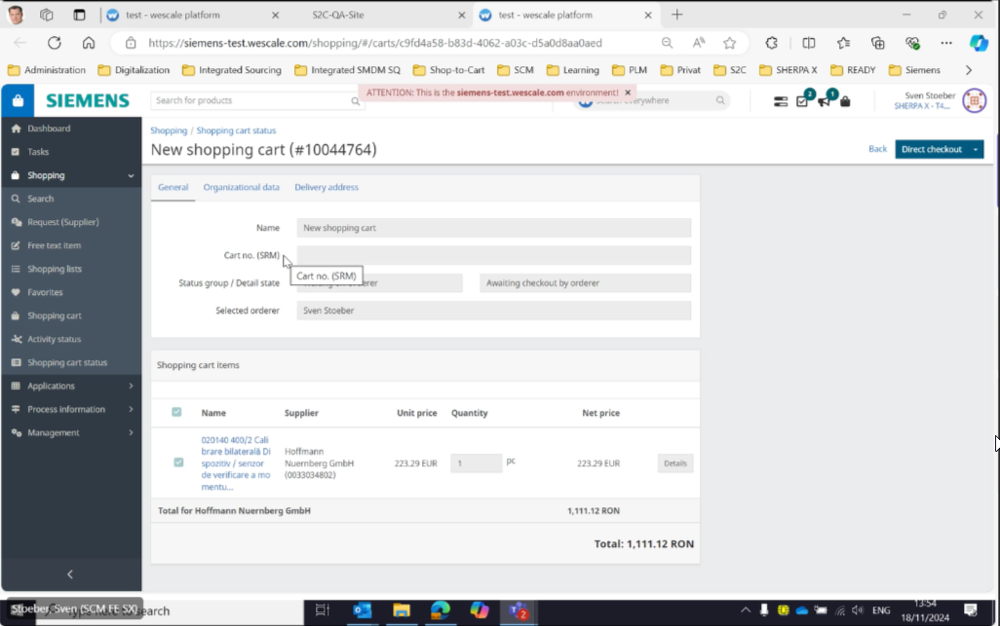 test - wescale platform
S2C-QA-Site
test - wescale platform
https://siemens-test.wescale.com/shopping/#/carts/c9fd4a58-b83d-4062-a03c-d5a0d8aa0aed
Administration
Digitalization
Integrated Sourcing
Integrated SMDM SQ
Shop-to-Cart
SCM
Learning
PLM
Privat
S2C
SHERPA X
READY
Siemens
SIEMENS
Search for products
ATTENTION: This is the siemens-test.wescale.com environment!
everywhere
2
1
Sven Stoeber
SHERPA X - T4...
Dashboard
Tasks
Shopping
Search
Request (Supplier)
Free text item
Shopping lists
Favorites
Shopping cart
Activity status
Shopping cart status
Applications
Process information
Management
Shopping / Shopping cart status
New shopping cart (#10044764)
Back
Direct checkout
General
Organizational data
Delivery address
Name
New shopping cart
Cart no. (SRM)
Cart no. (SRM)
Status group / Detail state
Awaiting checkout by orderer
Selected orderer
Sven Stoeber
Shopping cart items
Name
Supplier
Unit price
Quantity
Net price
020140 400/2 Cali
brare bilaterală Di
spozitiv / senzor
de verificare a mo
mentu...
Hoffmann
Nuernberg GmbH
(0033034802)
223.29 EUR
1
pc
223.29 EUR
Details
Total for Hoffmann Nuernberg GmbH
1,111.12 RON
Total: 1,111.12 RON
Stoeber, Sven (SCM FE SX)
search
2
ENG
13:54
18/11/2024